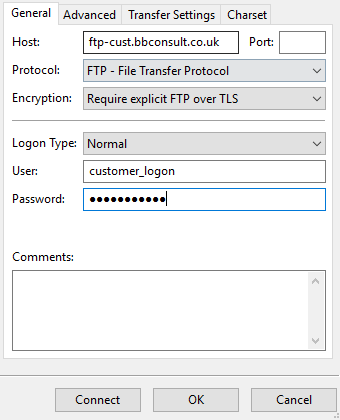 General Advanced Transfer Settings Charset
Host: ftp-cust.bbconsult.co.uk Port:
Protocol: FTP - File Transfer Protocol
Encryption: Require explicit FTP over TLS
Logon Type: Normal
User: customer_logon
Password: ●●●●●●●●●●●
Comments:
Connect OK Cancel